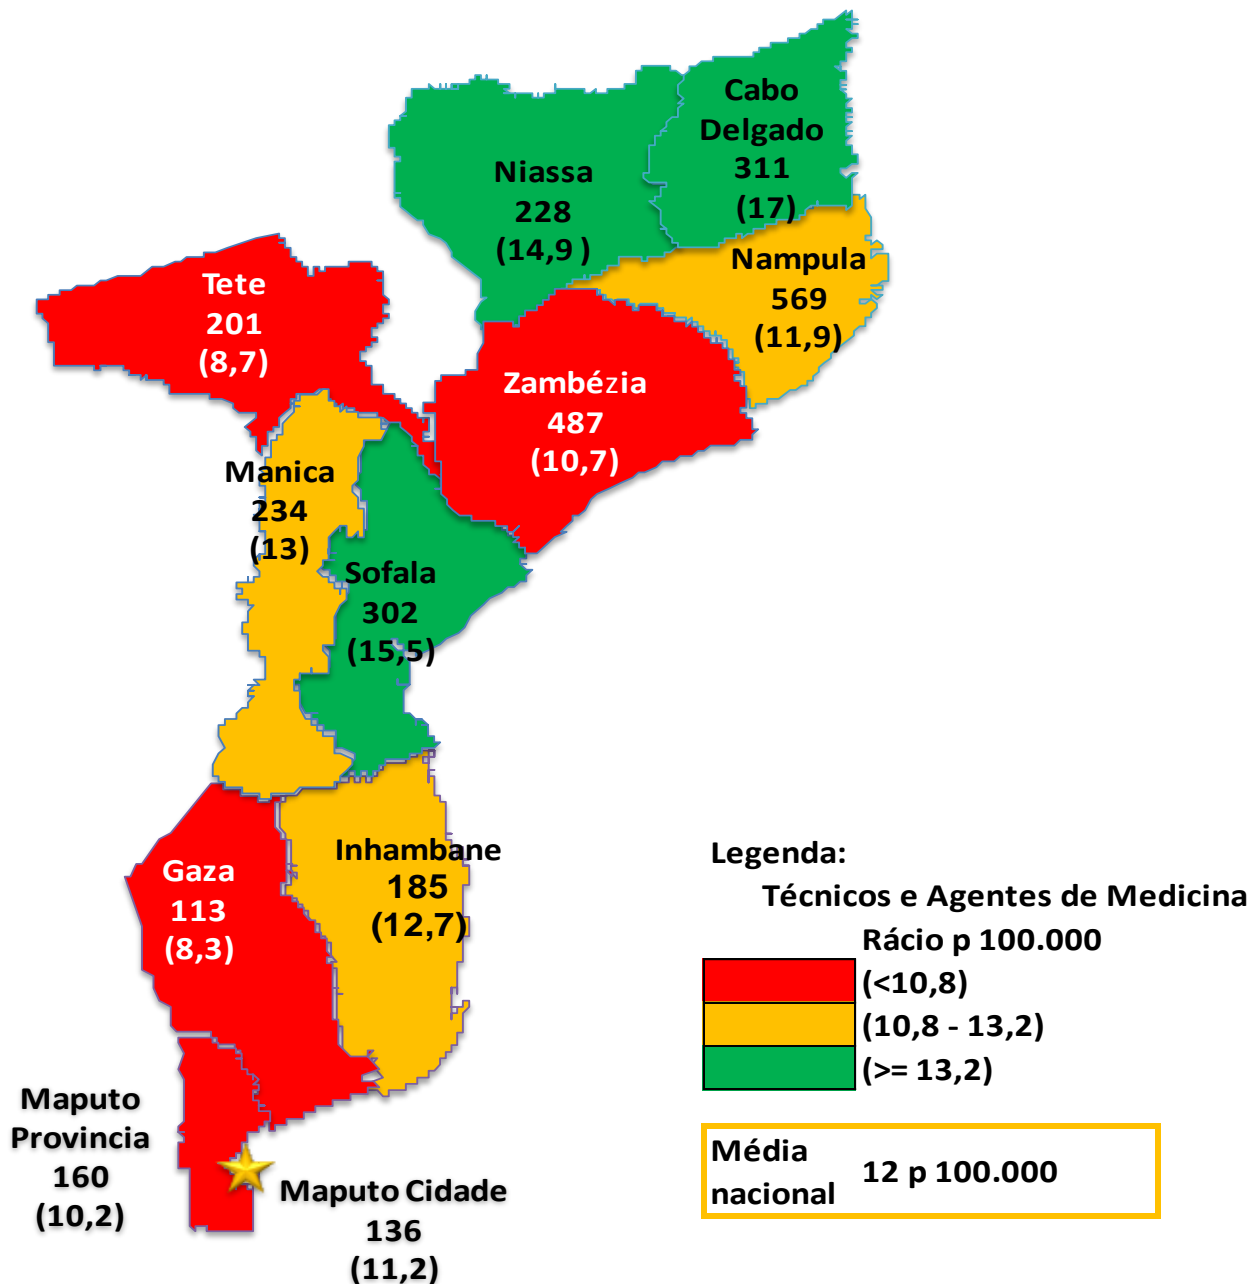 Cabo
Delgado
311
(17)
Niassa
228
(14,9 )
Nampula
569
(11,9)
Tete
201
(8,7)
Zambézia
487
(10,7)
Manica
234
(13)
Sofala
302
(15,5)
Inhambane
185
(12,7)
Gaza
113
(8,3)
Maputo
Provincia
160
(10,2)
Maputo Cidade
136
(11,2)
Legenda:
Técnicos e Agentes de Medicina
Rácio p 100.000
(<10,8)
(10,8 - 13,2)
(>= 13,2)
Média
nacional
12 p 100.000